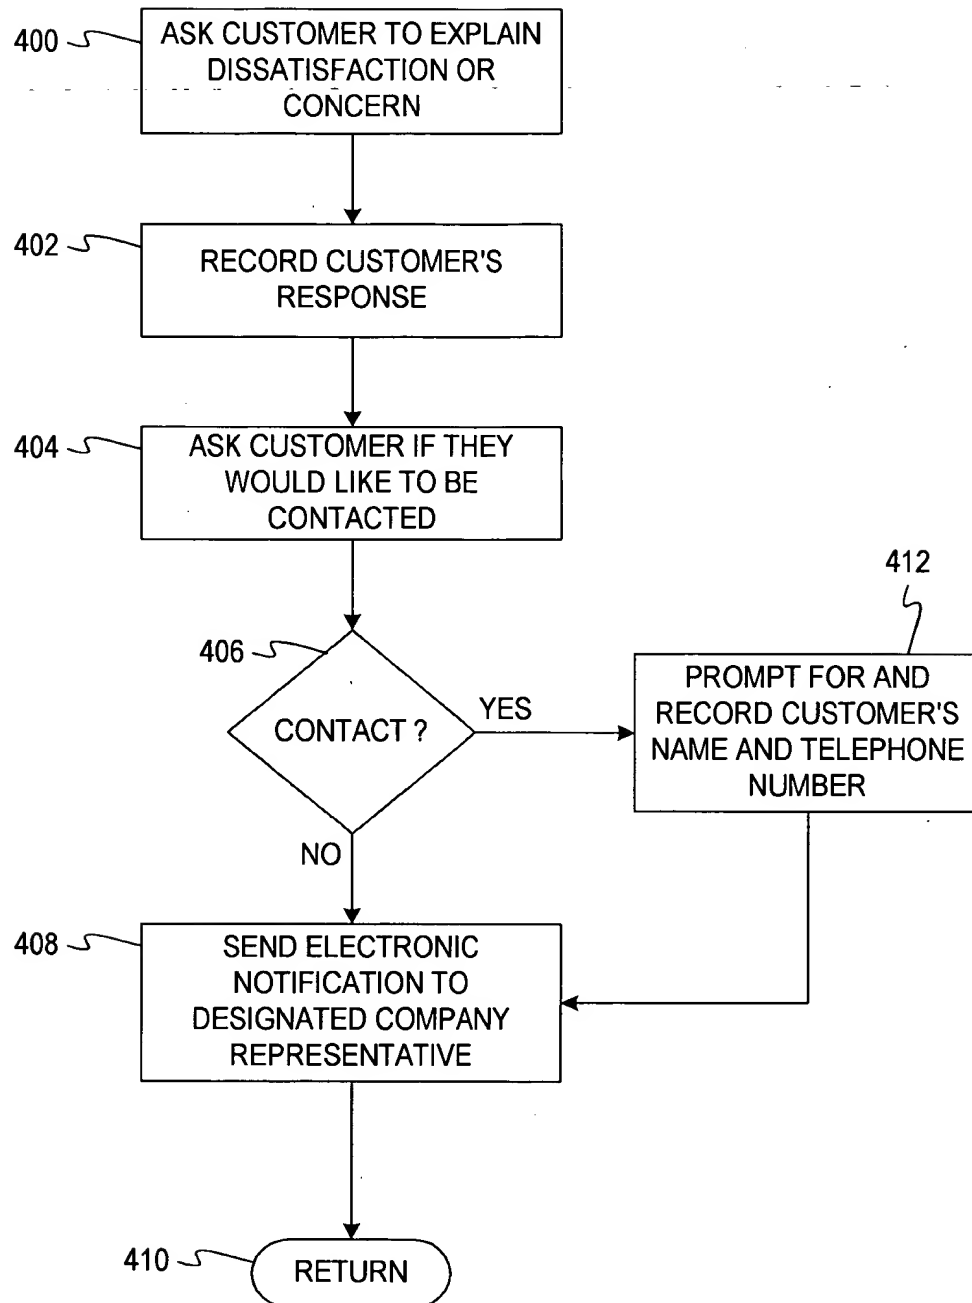 400
ASK CUSTOMER TO EXPLAIN
DISSATISFACTION OR
CONCERN
402
RECORD CUSTOMER'S
RESPONSE
404
ASK CUSTOMER IF THEY
WOULD LIKE TO BE
CONTACTED
406
CONTACT ?
YES
412
PROMPT FOR AND
RECORD CUSTOMER'S
NAME AND TELEPHONE
NUMBER
NO
408
SEND ELECTRONIC
NOTIFICATION TO
DESIGNATED COMPANY
REPRESENTATIVE
410
RETURN